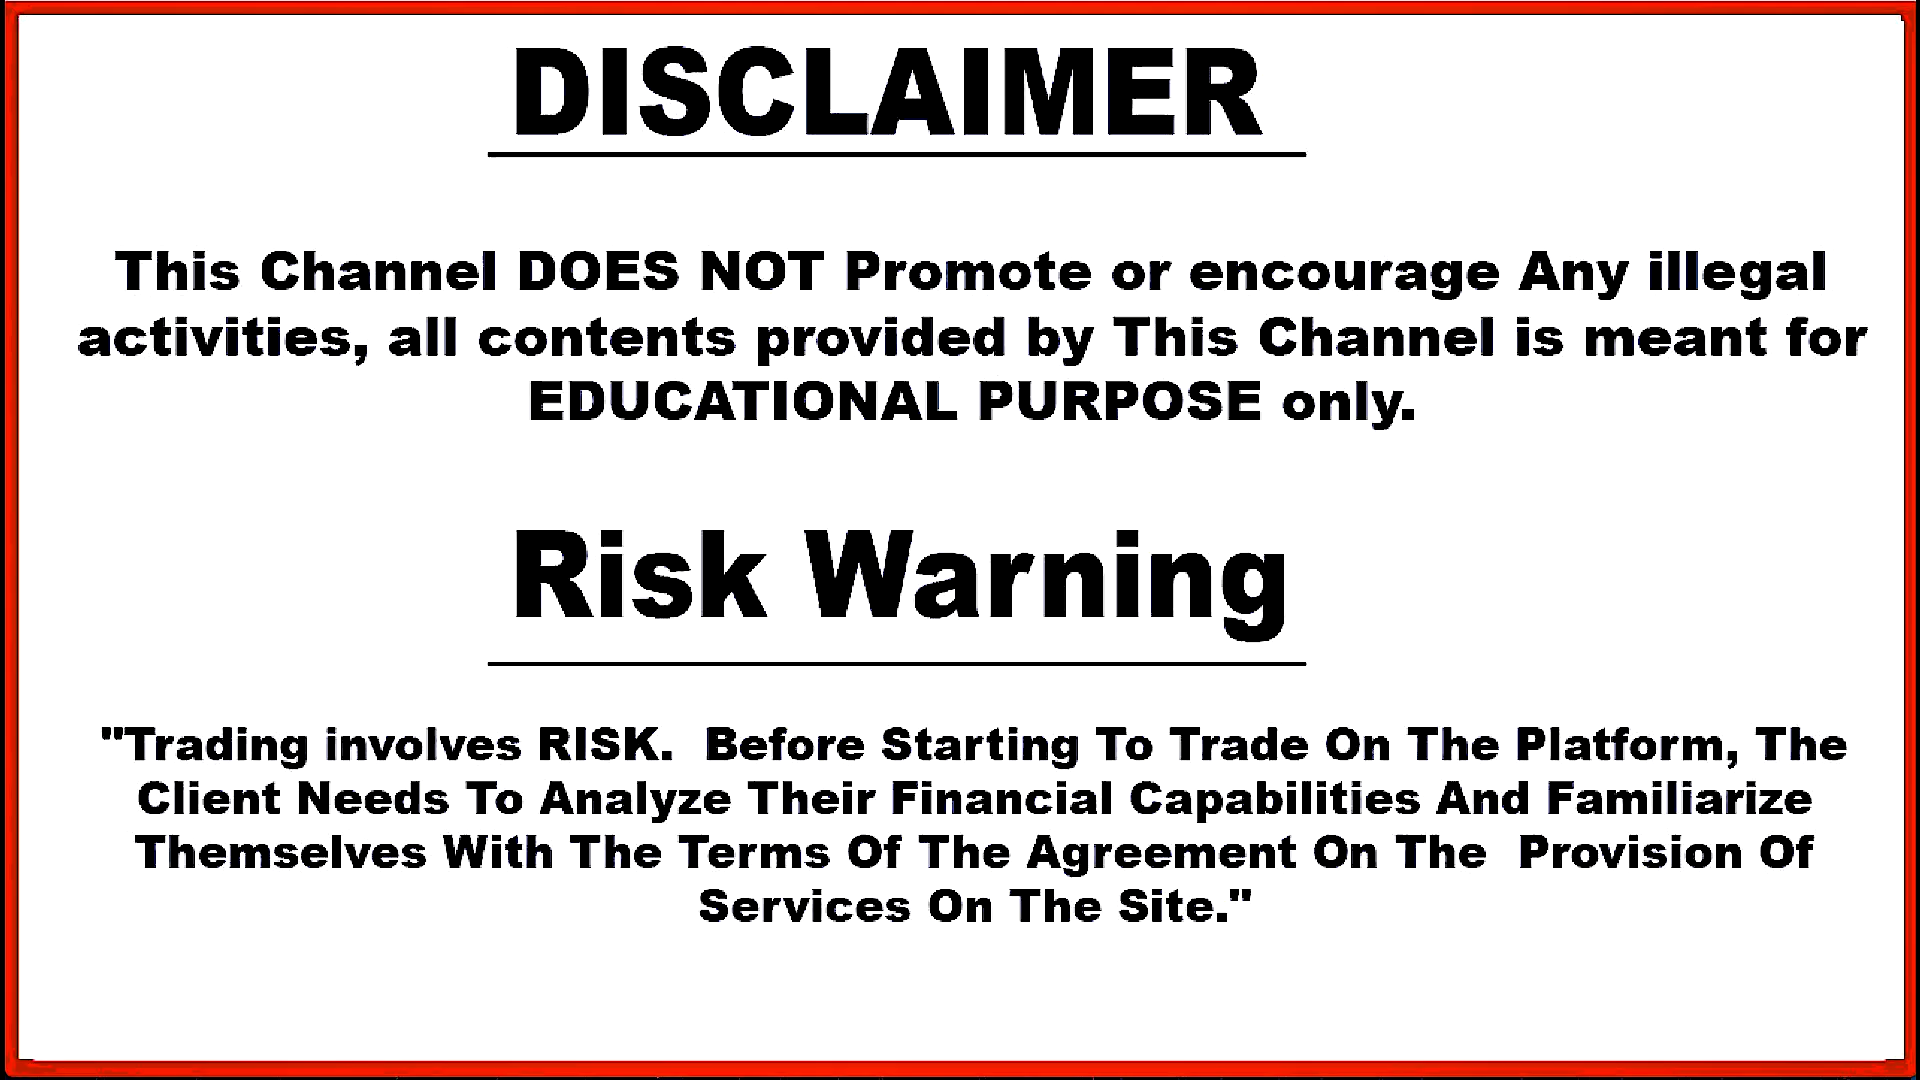 DISCLAIMER
This Channel DOES NOT Promote or encourage Any illegal
activities, all contents provided by This Channel is meant for
EDUCATIONAL PURPOSE only.
Risk Warning
"Trading involves RISK.  Before Starting To Trade On The Platform, The
Client Needs To Analyze Their Financial Capabilities And Familiarize
Themselves With The Terms Of The Agreement On The  Provision Of
Services On The Site."